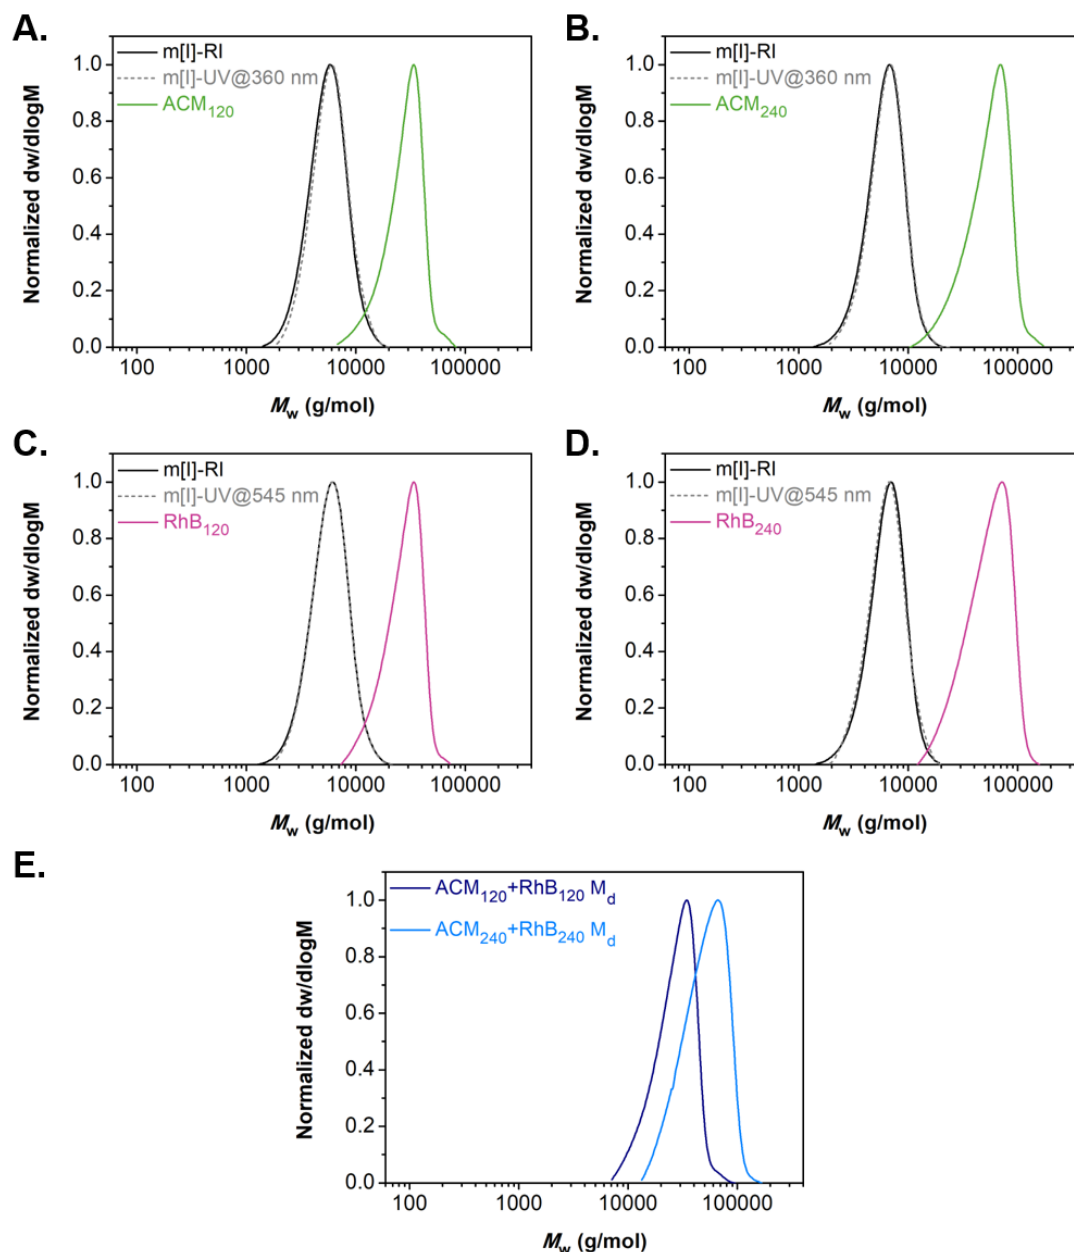 A.
m[I]-RI
m[I]-UV@360 nm
ACM120
Normalized dw/dlogM
1.0
0.8
0.6
0.4
0.2
0.0
100 1000 10000 100000
Mw (g/mol)
B.
m[I]-RI
m[I]-UV@360 nm
ACM240
Normalized dw/dlogM
1.0
0.8
0.6
0.4
0.2
0.0
100 1000 10000 100000
Mw (g/mol)
C.
m[I]-RI
m[I]-UV@545 nm
RhB120
Normalized dw/dlogM
1.0
0.8
0.6
0.4
0.2
0.0
100 1000 10000 100000
Mw (g/mol)
D.
m[I]-RI
m[I]-UV@545 nm
RhB240
Normalized dw/dlogM
1.0
0.8
0.6
0.4
0.2
0.0
100 1000 10000 100000
Mw (g/mol)
E.
ACM120+RhB120 Md
ACM240+RhB240 Md
Normalized dw/dlogM
1.0
0.8
0.6
0.4
0.2
0.0
100 1000 10000 100000
Mw (g/mol)